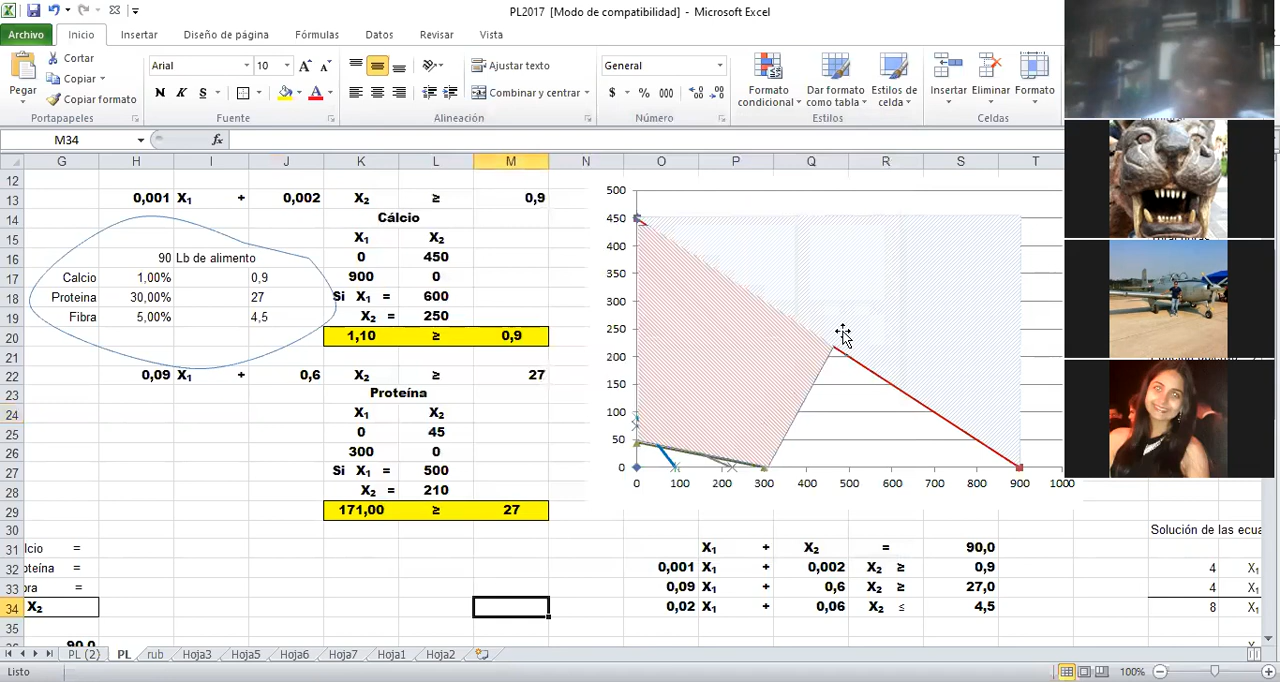 PL2017 [Modo de compatibilidad] - Microsoft Excel
Archivo Inicio Insertar Diseño de página Fórmulas Datos Revisar Vista
Pegar
Cortar
Copiar
Copiar formato
Portapapeles
Arial 10
N K S
Fuente
Ajustar texto
Combinar y centrar
Alineación
General
$ % 000
Número
Formato condicional
Dar formato como tabla
Estilos de celda
Estilos
Insertar Eliminar Formato
Celdas
M34 fx
G H I J K L M N O P Q R S T
12
13 0,001 X₁ + 0,002 X₂ ≥ 0,9
14 Cálcio
15 X₁ X₂
16 90 Lb de alimento 0 450
17 Calcio 1,00% 0,9 900 0
18 Proteina 30,00% 27 Si X₁ = 600
19 Fibra 5,00% 4,5 X₂ = 250
20 1,10 ≥ 0,9
21
22 0,09 X₁ + 0,6 X₂ ≥ 27
23 Proteína
24 X₁ X₂
25 0 45
26 300 0
27 Si X₁ = 500
28 X₂ = 210
29 171,00 ≥ 27
500
450
400
350
300
250
200
150
100
50
0
0 100 200 300 400 500 600 700 800 900 1000
30 Solución de las ecua
31 lcio = X₁ + X₂ = 90,0
32 oteína = 0,001 X₁ + 0,002 X₂ ≥ 0,9 4 X₁
33 ora = 0,09 X₁ + 0,6 X₂ ≥ 27,0 4 X₁
34 X₂ 0,02 X₁ + 0,06 X₂ ≤ 4,5 8 X₁
35
90,0
PL (2) PL rub Hoja3 Hoja5 Hoja6 Hoja7 Hoja1 Hoja2
Listo 100%